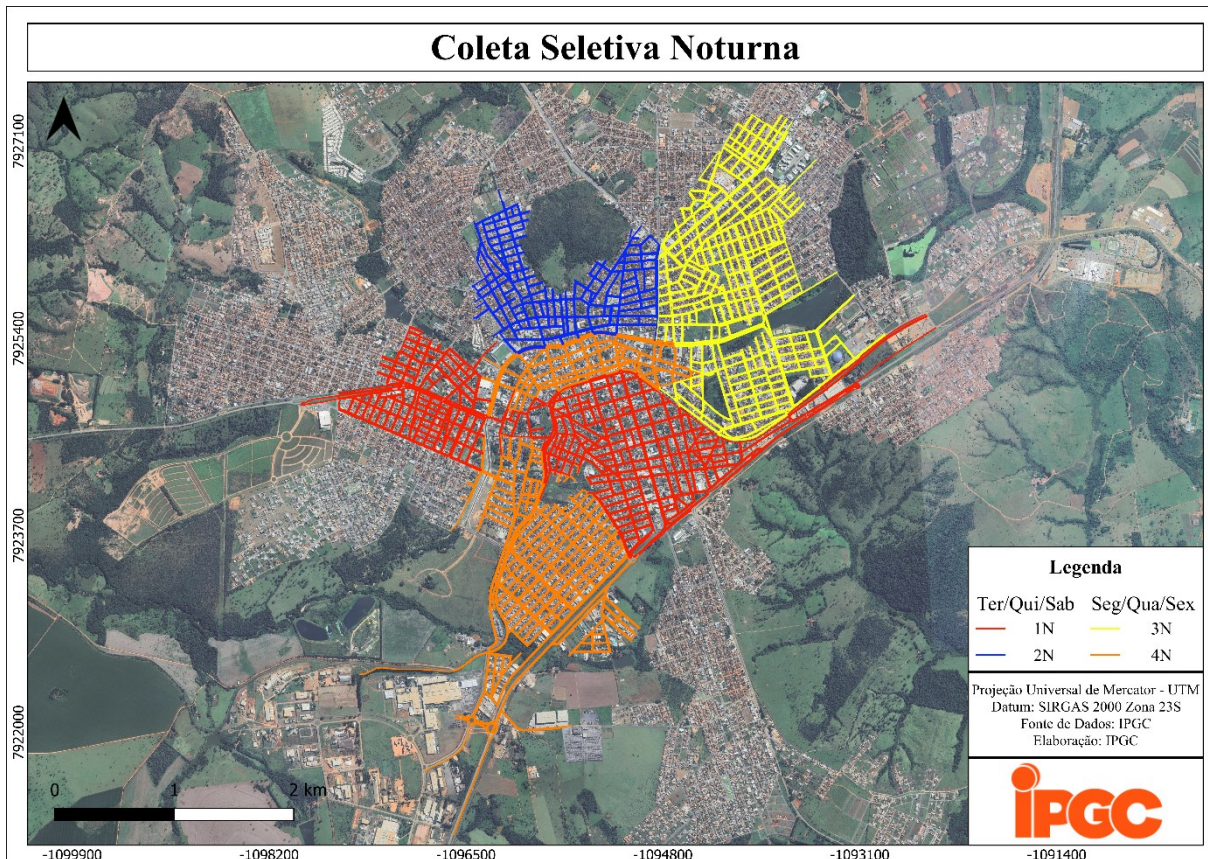 Coleta Seletiva Noturna
7927100
7925400
7923700
7922000
Legenda
Ter/Qui/Sab Seg/Qua/Sex
1N 3N
2N 4N
Projeção Universal de Mercator - UTM
Datum: SIRGAS 2000 Zona 23S
Fonte de Dados: IPGC
Elaboração: IPGC
iPGC
0 1 2 km
-1099900 -1098200 -1096500 -1094800 -1093100 -1091400